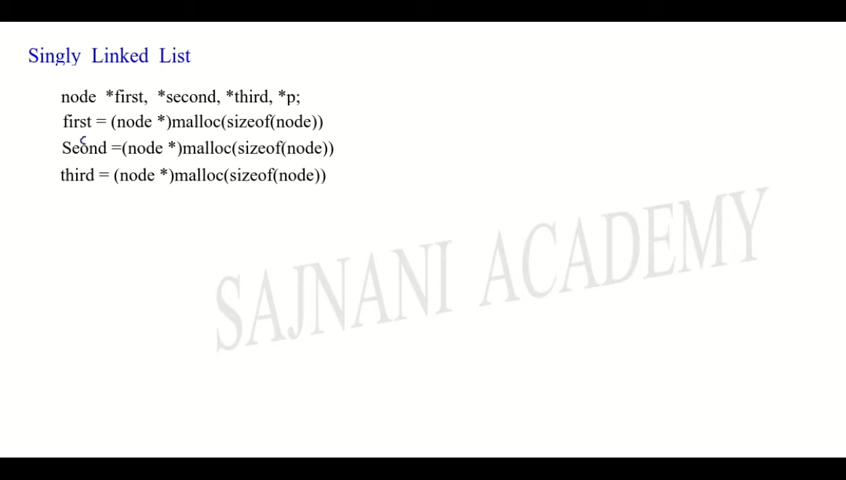 Singly Linked List
node *first, *second, *third, *p;
first = (node *)malloc(sizeof(node))
Second =(node *)malloc(sizeof(node))
third = (node *)malloc(sizeof(node))
SAJNANI ACADEMY